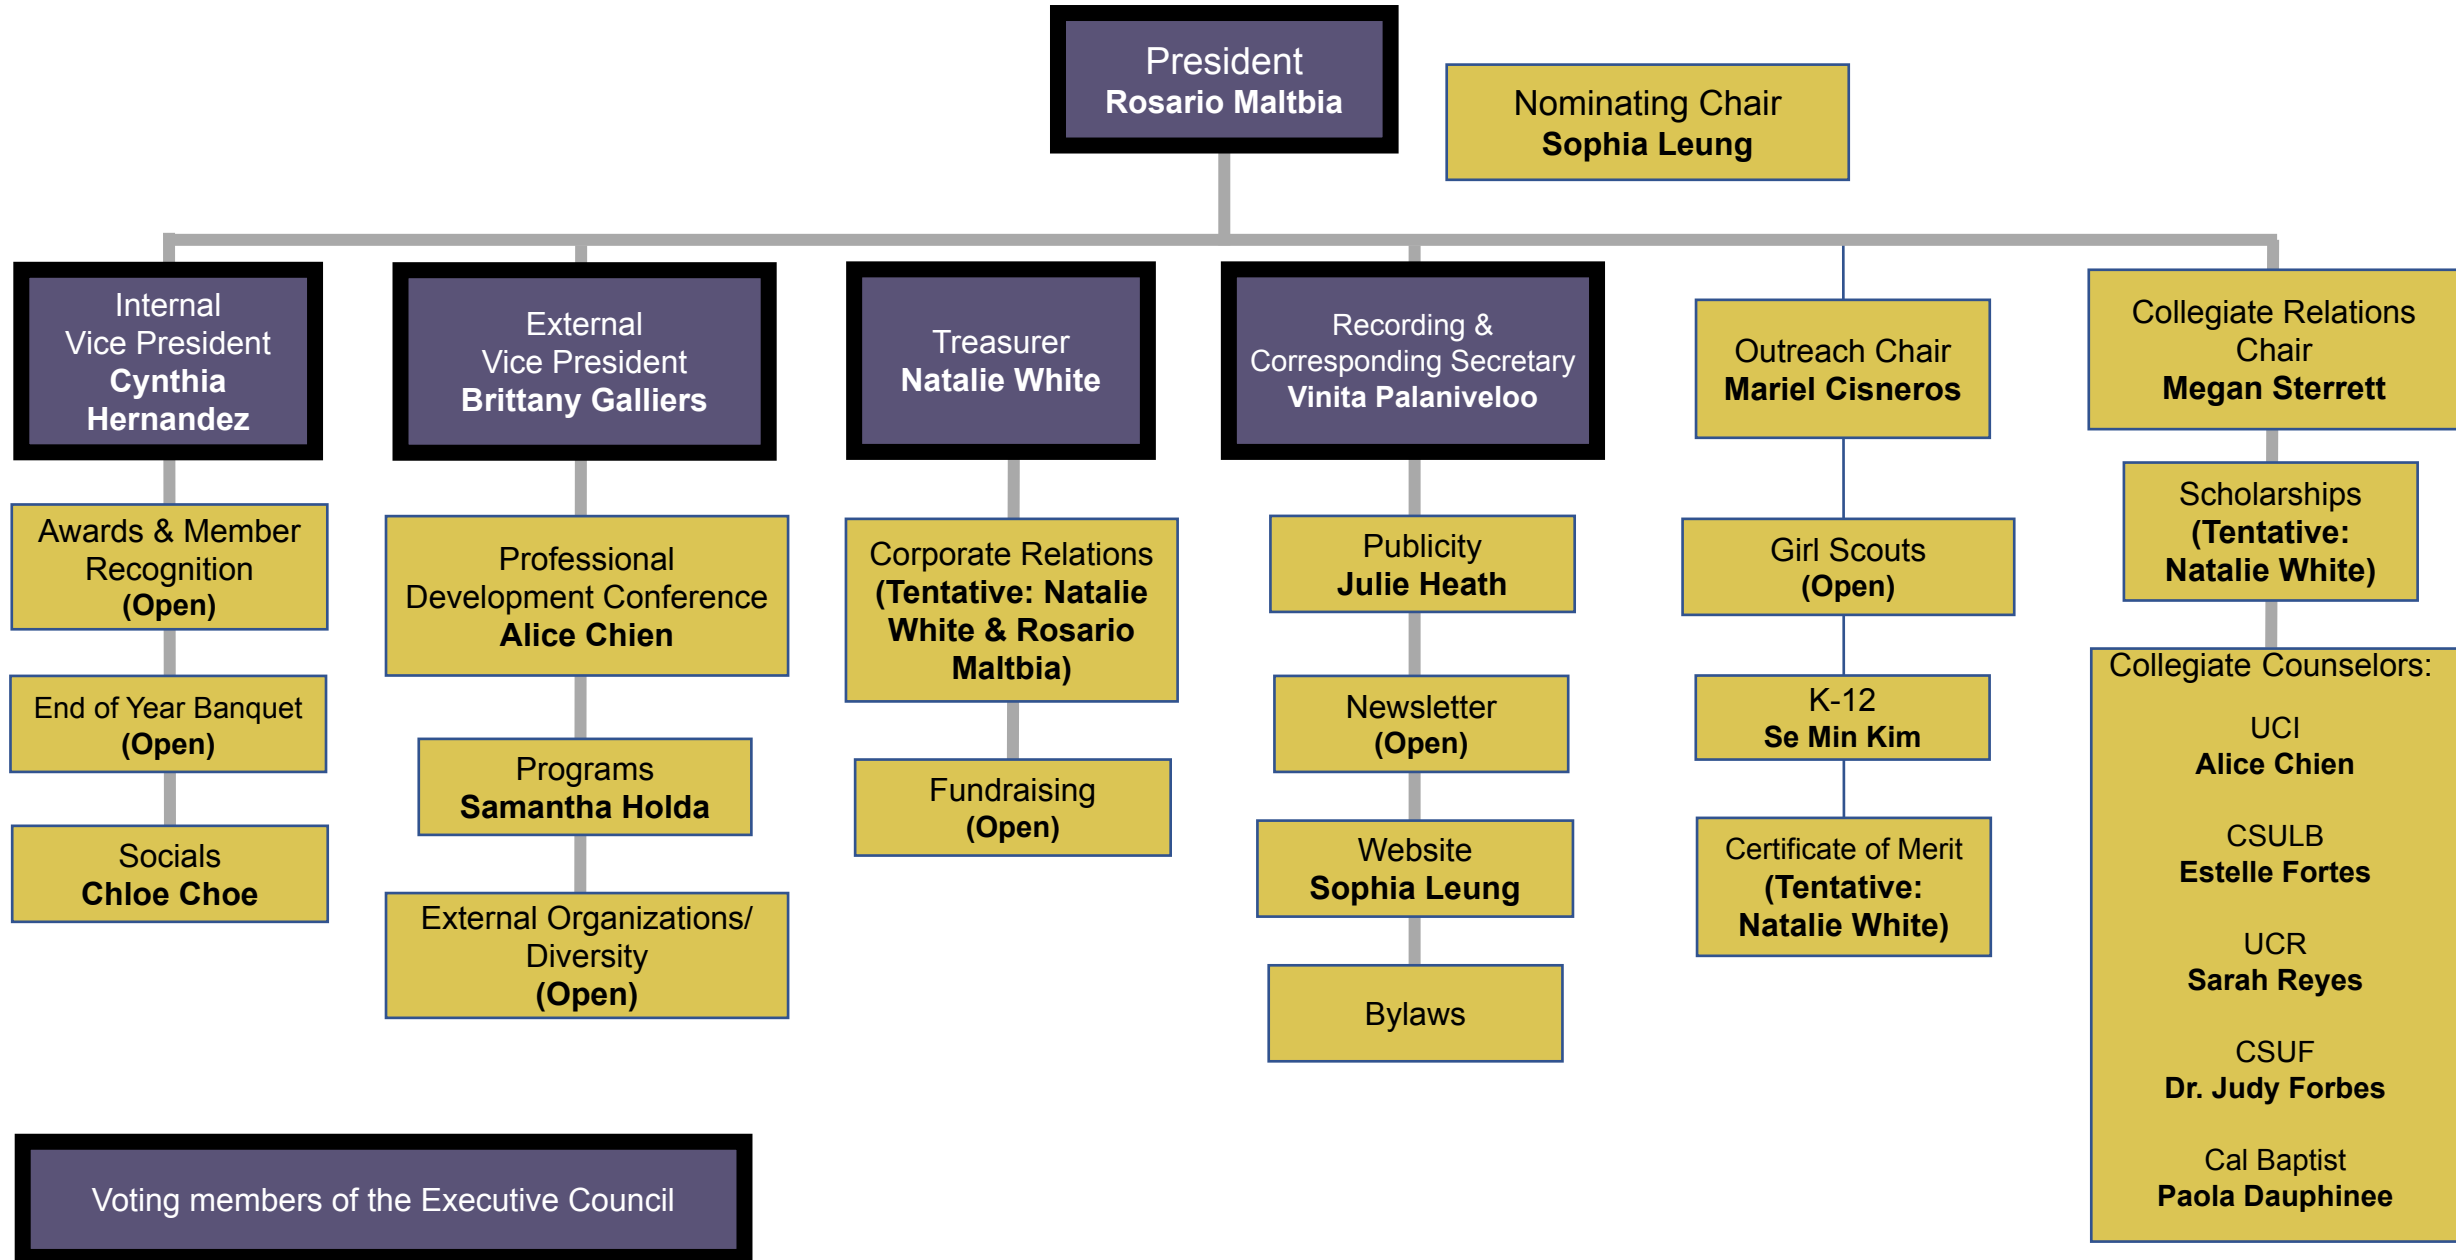 President
Rosario Maltbia
Nominating Chair
Sophia Leung
Internal
Vice President
Cynthia
Hernandez
External
Vice President
Brittany Galliers
Treasurer
Natalie White
Recording &
Corresponding Secretary
Vinita Palaniveloo
Outreach Chair
Mariel Cisneros
Collegiate Relations
Chair
Megan Sterrett
Awards & Member
Recognition
(Open)
End of Year Banquet
(Open)
Socials
Chloe Choe
Professional
Development Conference
Alice Chien
Programs
Samantha Holda
External Organizations/
Diversity
(Open)
Corporate Relations
(Tentative: Natalie
White & Rosario
Maltbia)
Fundraising
(Open)
Publicity
Julie Heath
Newsletter
(Open)
Website
Sophia Leung
Bylaws
Girl Scouts
(Open)
K-12
Se Min Kim
Certificate of Merit
(Tentative:
Natalie White)
Scholarships
(Tentative:
Natalie White)
Collegiate Counselors:
UCI
Alice Chien
CSULB
Estelle Fortes
UCR
Sarah Reyes
CSUF
Dr. Judy Forbes
Cal Baptist
Paola Dauphinee
Voting members of the Executive Council